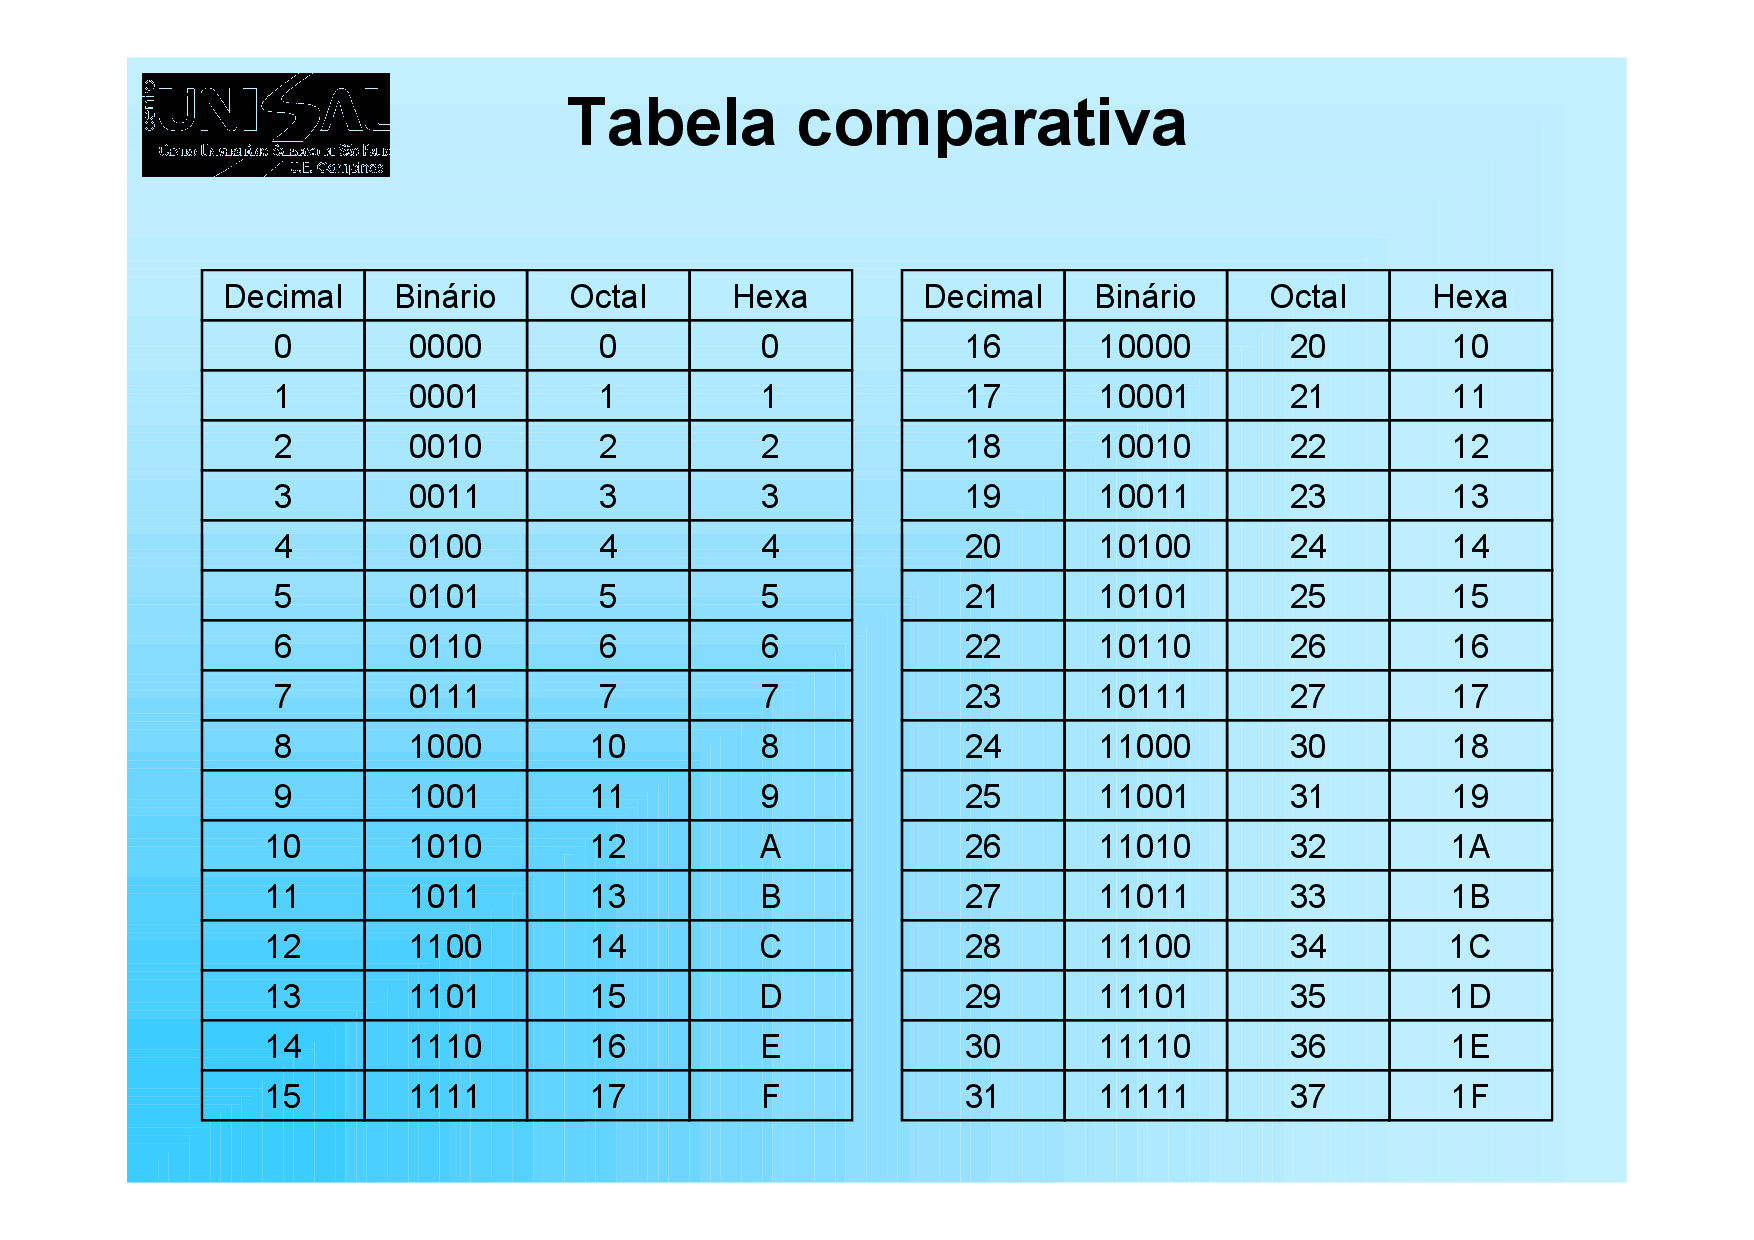 centro
UNISAL
U.E. Campinas
Tabela comparativa
Decimal Binário Octal Hexa
0 0000 0 0
1 0001 1 1
2 0010 2 2
3 0011 3 3
4 0100 4 4
5 0101 5 5
6 0110 6 6
7 0111 7 7
8 1000 10 8
9 1001 11 9
10 1010 12 A
11 1011 13 B
12 1100 14 C
13 1101 15 D
14 1110 16 E
15 1111 17 F
Decimal Binário Octal Hexa
16 10000 20 10
17 10001 21 11
18 10010 22 12
19 10011 23 13
20 10100 24 14
21 10101 25 15
22 10110 26 16
23 10111 27 17
24 11000 30 18
25 11001 31 19
26 11010 32 1A
27 11011 33 1B
28 11100 34 1C
29 11101 35 1D
30 11110 36 1E
31 11111 37 1F